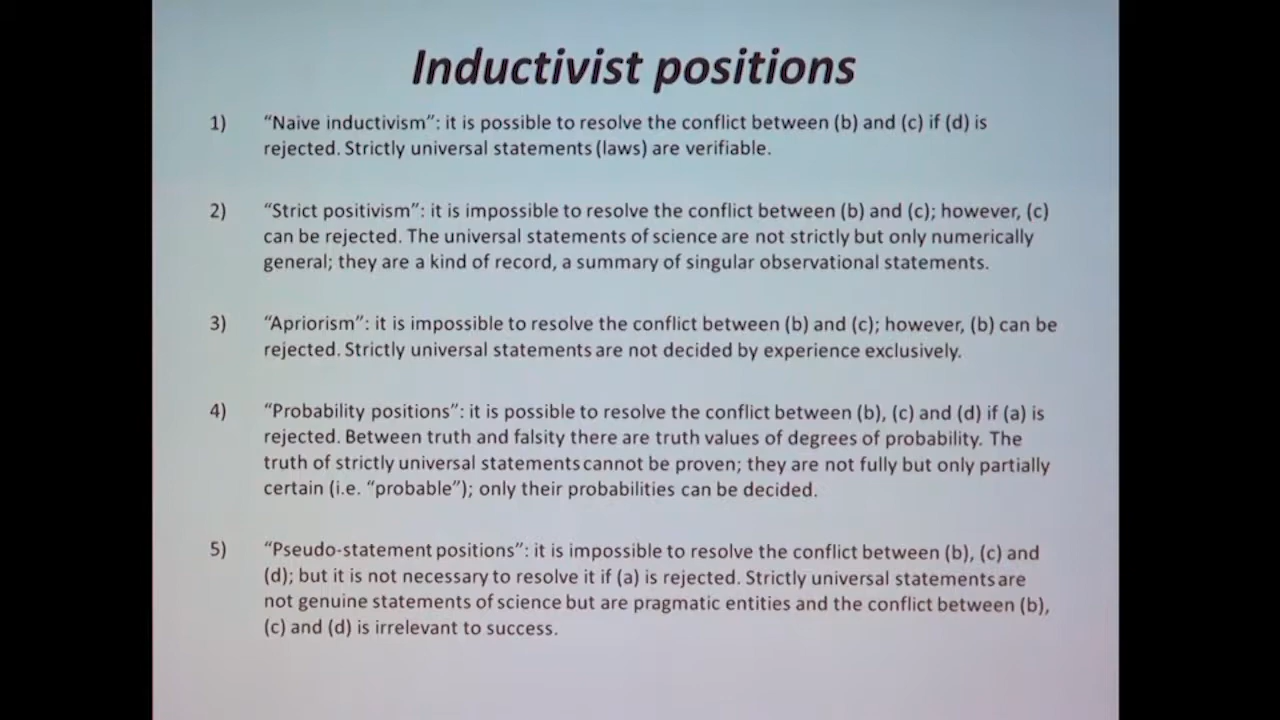 Inductivist positions
1) “Naive inductivism”: it is possible to resolve the conflict between (b) and (c) if (d) is
rejected. Strictly universal statements (laws) are verifiable.
2) “Strict positivism”: it is impossible to resolve the conflict between (b) and (c); however, (c)
can be rejected. The universal statements of science are not strictly but only numerically
general; they are a kind of record, a summary of singular observational statements.
3) “Apriorism”: it is impossible to resolve the conflict between (b) and (c); however, (b) can be
rejected. Strictly universal statements are not decided by experience exclusively.
4) “Probability positions”: it is possible to resolve the conflict between (b), (c) and (d) if (a) is
rejected. Between truth and falsity there are truth values of degrees of probability. The
truth of strictly universal statements cannot be proven; they are not fully but only partially
certain (i.e. “probable”); only their probabilities can be decided.
5) “Pseudo-statement positions”: it is impossible to resolve the conflict between (b), (c) and
(d); but it is not necessary to resolve it if (a) is rejected. Strictly universal statements are
not genuine statements of science but are pragmatic entities and the conflict between (b),
(c) and (d) is irrelevant to success.